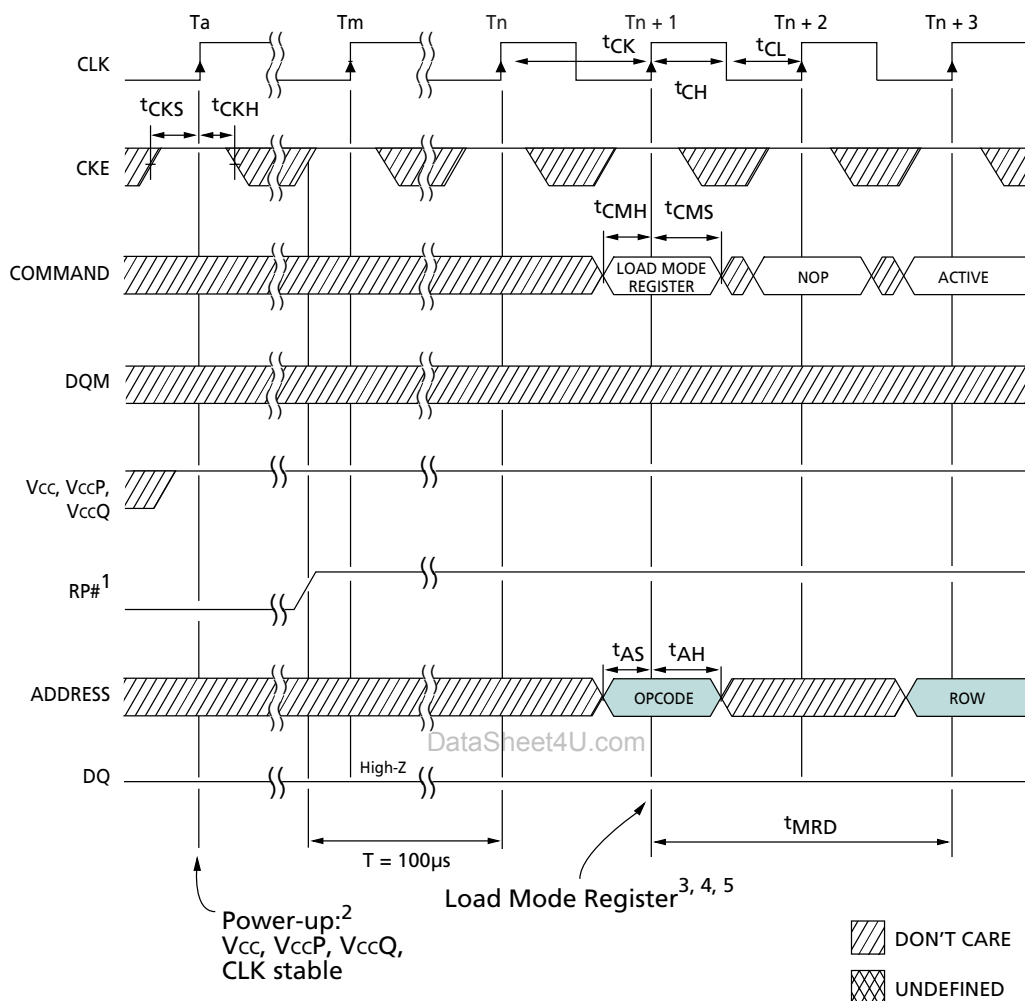 Ta Tm Tn Tn + 1 Tn + 2 Tn + 3
CLK
tCK
tCL
tCH
tCKS tCKH
CKE
tCMH tCMS
COMMAND
LOAD MODE
REGISTER
NOP
ACTIVE
DQM
Vcc, VccP,
VccQ
RP#1
tAS tAH
ADDRESS
OPCODE
ROW
DataSheet4U.com
DQ
High-Z
tMRD
T = 100µs
Load Mode Register3, 4, 5
Power-up:2
Vcc, VccP, VccQ,
CLK stable
DON'T CARE
UNDEFINED